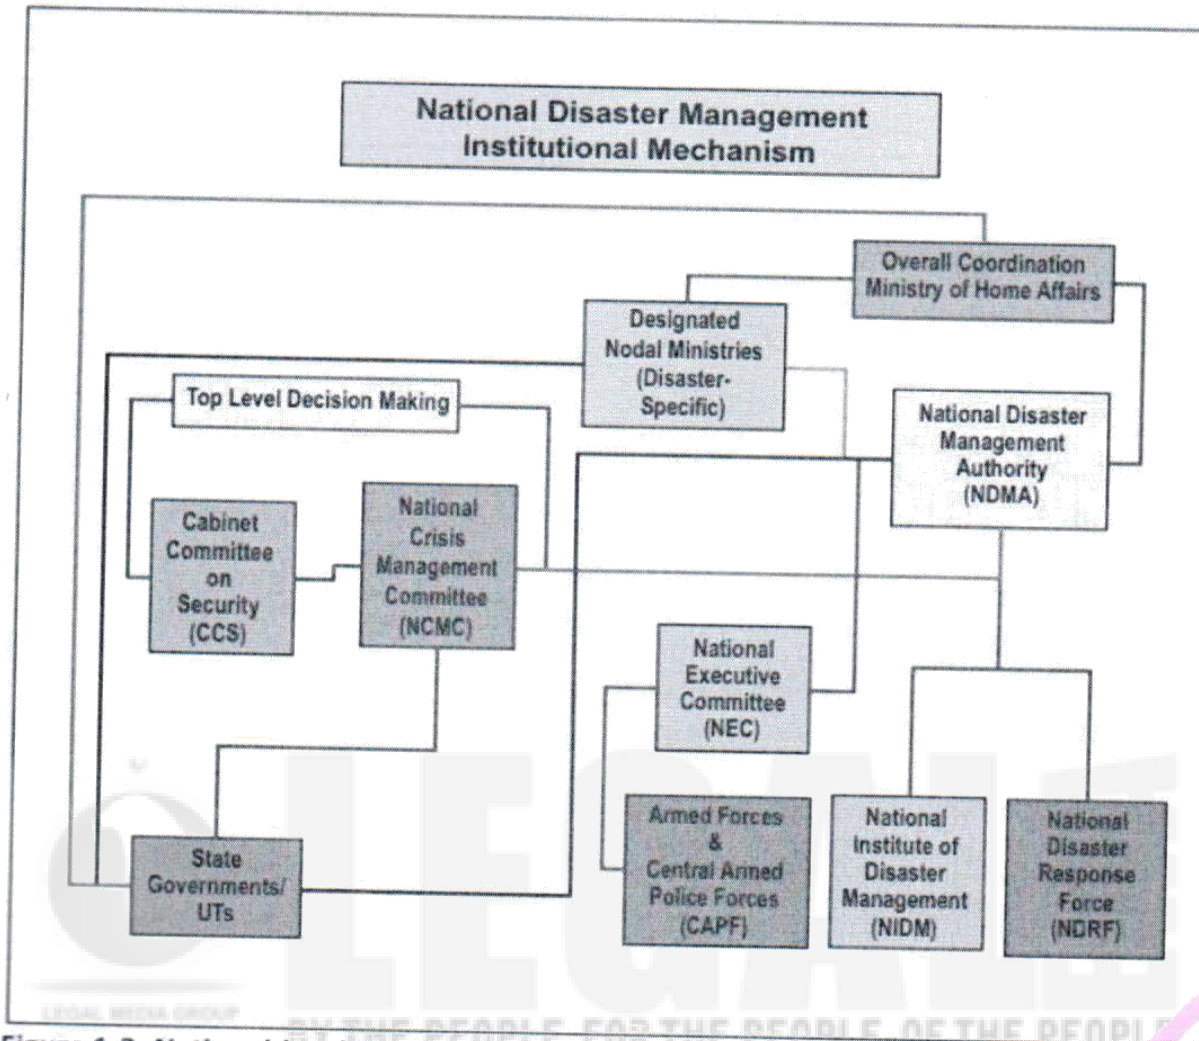 National Disaster Management
Institutional Mechanism
Overall Coordination
Ministry of Home Affairs
Designated
Nodal Ministries
(Disaster-
Specific)
Top Level Decision Making
National Disaster
Management
Authority
(NDMA)
Cabinet
Committee
on
Security
(CCS)
National
Crisis
Management
Committee
(NCMC)
National
Executive
Committee
(NEC)
State
Governments/
UTs
Armed Forces
&
Central Armed
Police Forces
(CAPF)
National
Institute of
Disaster
Management
(NIDM)
National
Disaster
Response
Force
(NDRF)
LEGAL
LEGAL MEDIA GROUP
BY THE PEOPLE FOR THE PEOPLE OF THE PEOPLE